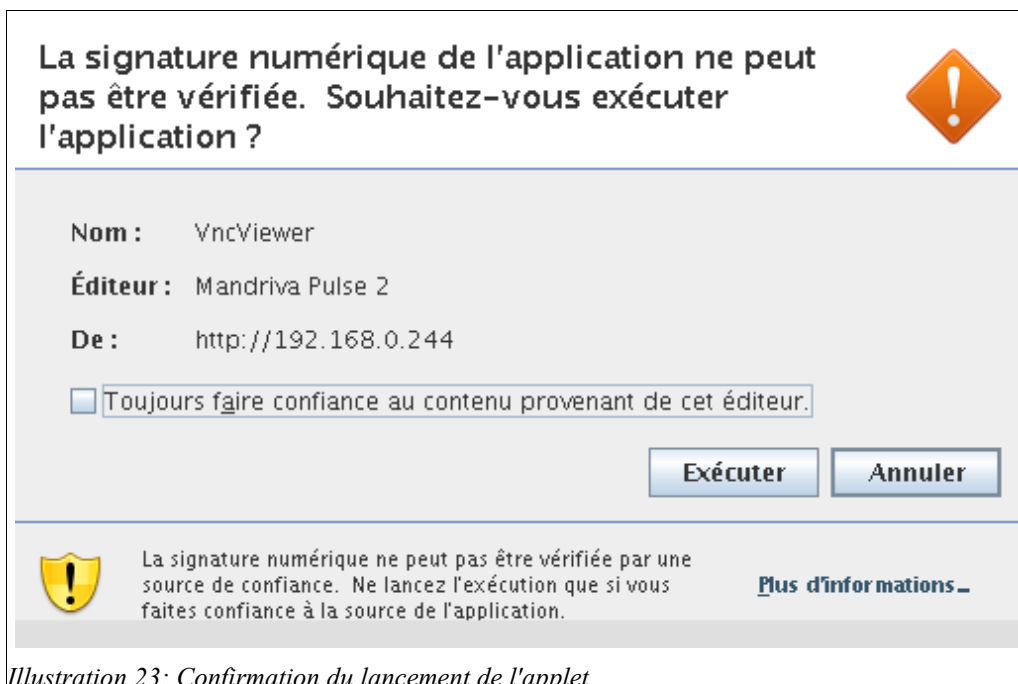 La signature numérique de l'application ne peut
pas être vérifiée. Souhaitez-vous exécuter
l'application ?
Nom : VncViewer
Éditeur : Mandriva Pulse 2
De : http://192.168.0.244
Toujours faire confiance au contenu provenant de cet éditeur.
Exécuter Annuler
La signature numérique ne peut pas être vérifiée par une
source de confiance. Ne lancez l'exécution que si vous
faites confiance à la source de l'application.
Plus d'informations...
Illustration 23: Confirmation du lancement de l'applet